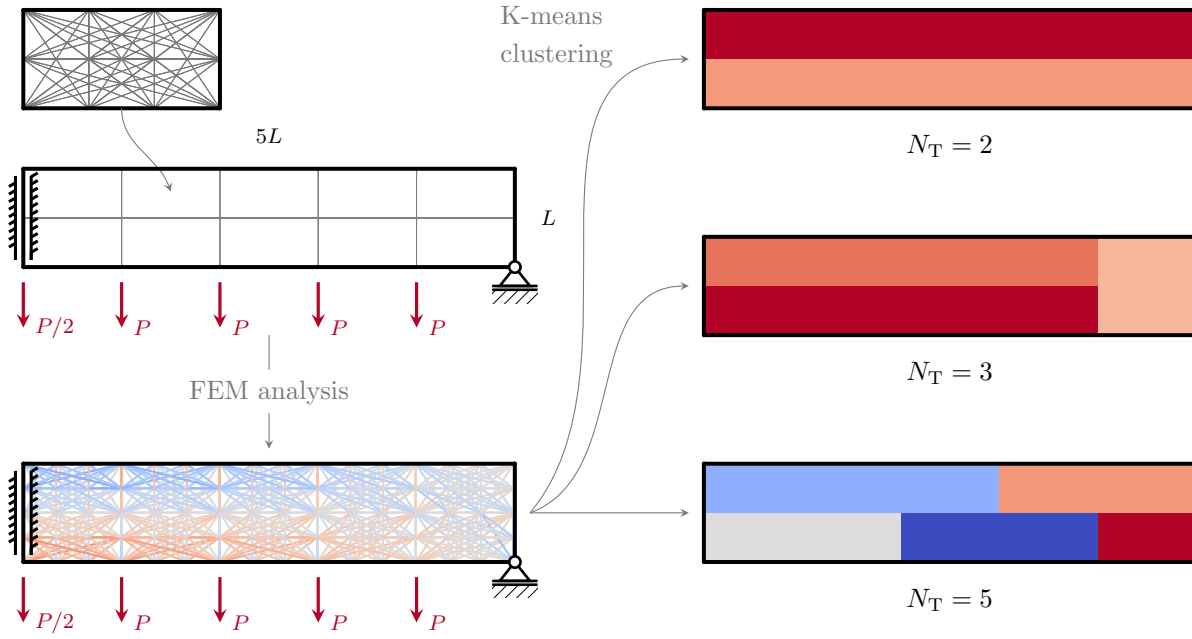 K-means
clustering
5L
L
P/2
P
P
P
P
FEM analysis
P/2
P
P
P
P
N_T = 2
N_T = 3
N_T = 5